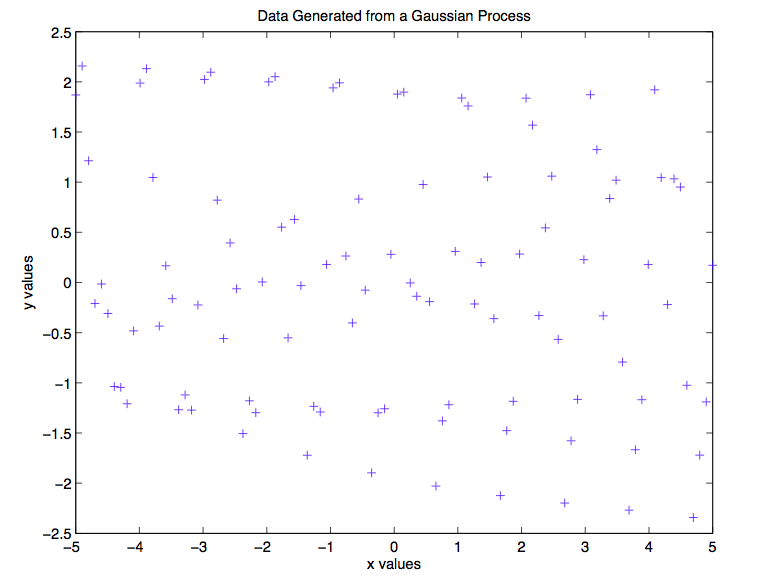 Data Generated from a Gaussian Process
2.5
2
1.5
1
0.5
0
−0.5
−1
−1.5
−2
−2.5
y values
−5 −4 −3 −2 −1 0 1 2 3 4 5
x values